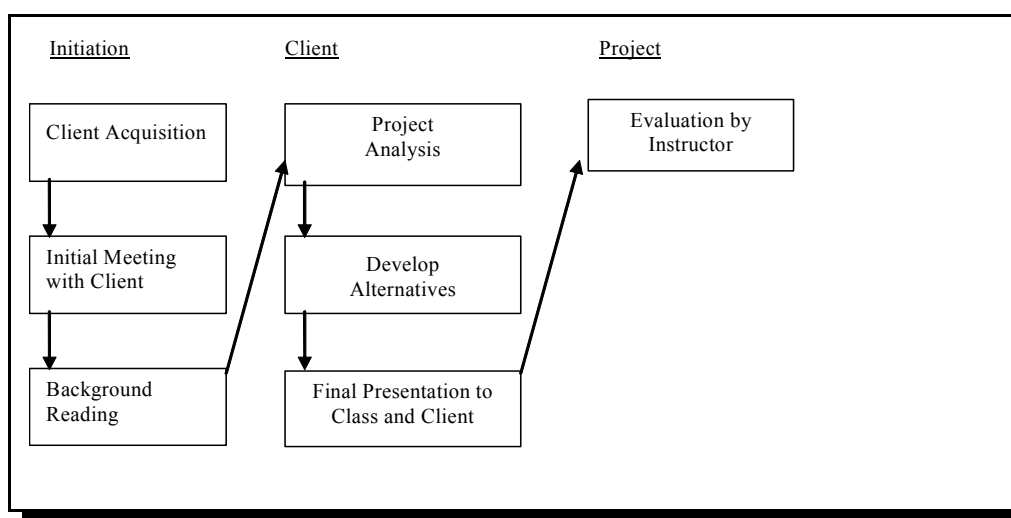 Initiation
Client
Project
Client Acquisition
Initial Meeting
with Client
Background
Reading
Project
Analysis
Develop
Alternatives
Final Presentation to
Class and Client
Evaluation by
Instructor